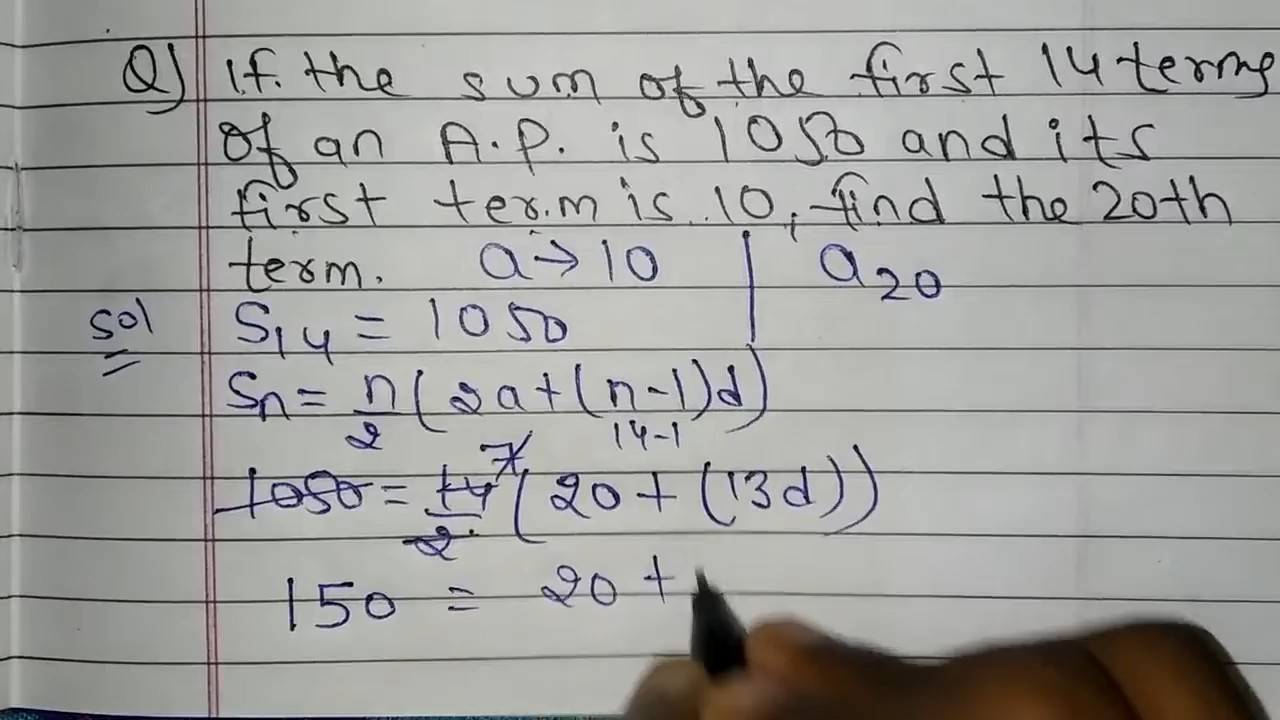 Q) If the sum of the first 14 terms
of an A.P. is 1050 and its
first term is 10, find the 20th
term. a→10 | a20
Sol S14 = 1050
Sn = n/2 (2a+(n-1)d)
14-1
1050 = 14/2 7 (20+(13d))
150 = 20+